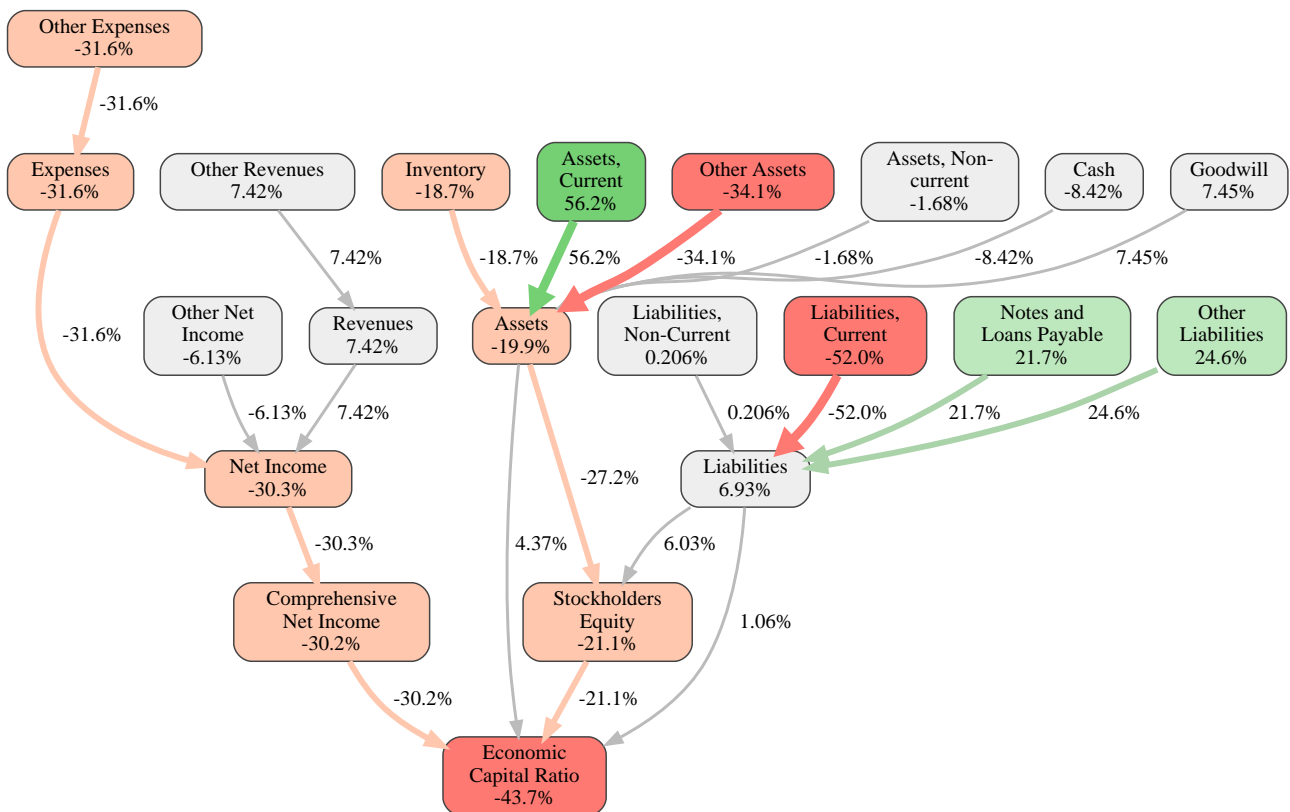 Other Expenses
-31.6%
-31.6%
Expenses
-31.6%
Other Revenues
7.42%
Inventory
-18.7%
Assets,
Current
56.2%
Other Assets
-34.1%
Assets, Non-
current
-1.68%
Cash
-8.42%
Goodwill
7.45%
7.42%
-18.7%
56.2%
-34.1%
-1.68%
-8.42%
7.45%
-31.6%
Other Net
Income
-6.13%
Revenues
7.42%
Assets
-19.9%
Liabilities,
Non-Current
0.206%
Liabilities,
Current
-52.0%
Notes and
Loans Payable
21.7%
Other
Liabilities
24.6%
-6.13%
7.42%
0.206%
-52.0%
21.7%
24.6%
Net Income
-30.3%
-27.2%
Liabilities
6.93%
-30.3%
4.37%
6.03%
Comprehensive
Net Income
-30.2%
Stockholders
Equity
-21.1%
1.06%
-30.2%
-21.1%
Economic
Capital Ratio
-43.7%